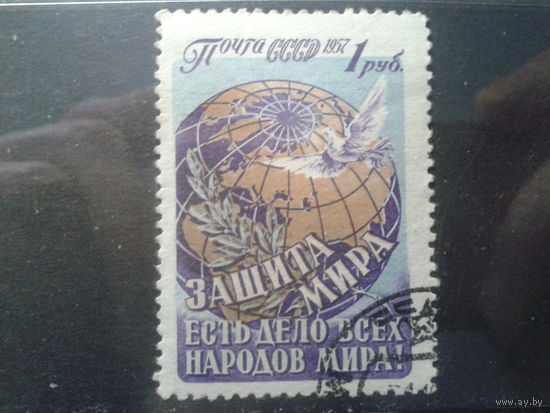 Почта СССР 1957
1 руб.
ЗАЩИТА
МИРА
ЕСТЬ ДЕЛО ВСЕХ
НАРОДОВ МИРА!
www.ay.by